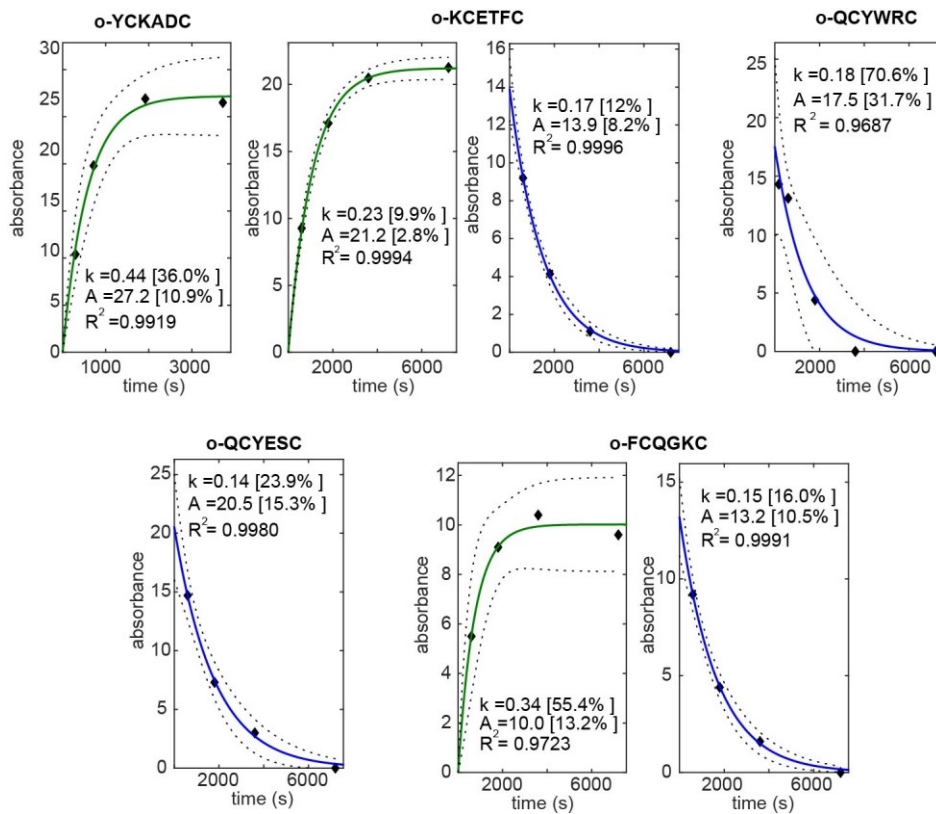 o-YCKADC
absorbance
30
25
20
15
10
5
0
k =0.44 [36.0% ]
A =27.2 [10.9% ]
R² =0.9919
1000
3000
time (s)
o-KCETFC
absorbance
20
15
10
5
0
k =0.23 [9.9% ]
A =21.2 [2.8% ]
R² =0.9994
2000
6000
time (s)
16
14
12
10
8
6
4
2
0
k =0.17 [12% ]
A =13.9 [8.2% ]
R² = 0.9996
2000
6000
time (s)
o-QCYWRC
absorbance
25
20
15
10
5
0
k =0.18 [70.6% ]
A =17.5 [31.7% ]
R² = 0.9687
2000
6000
time (s)
o-QCYESC
absorbance
25
20
15
10
5
0
k =0.14 [23.9% ]
A =20.5 [15.3% ]
R²= 0.9980
2000
6000
time (s)
o-FCQGKC
absorbance
12
10
8
6
4
2
0
k =0.34 [55.4% ]
A =10.0 [13.2% ]
R² =0.9723
2000
6000
time (s)
15
10
5
0
k =0.15 [16.0% ]
A =13.2 [10.5% ]
R² = 0.9991
2000
6000
time (s)